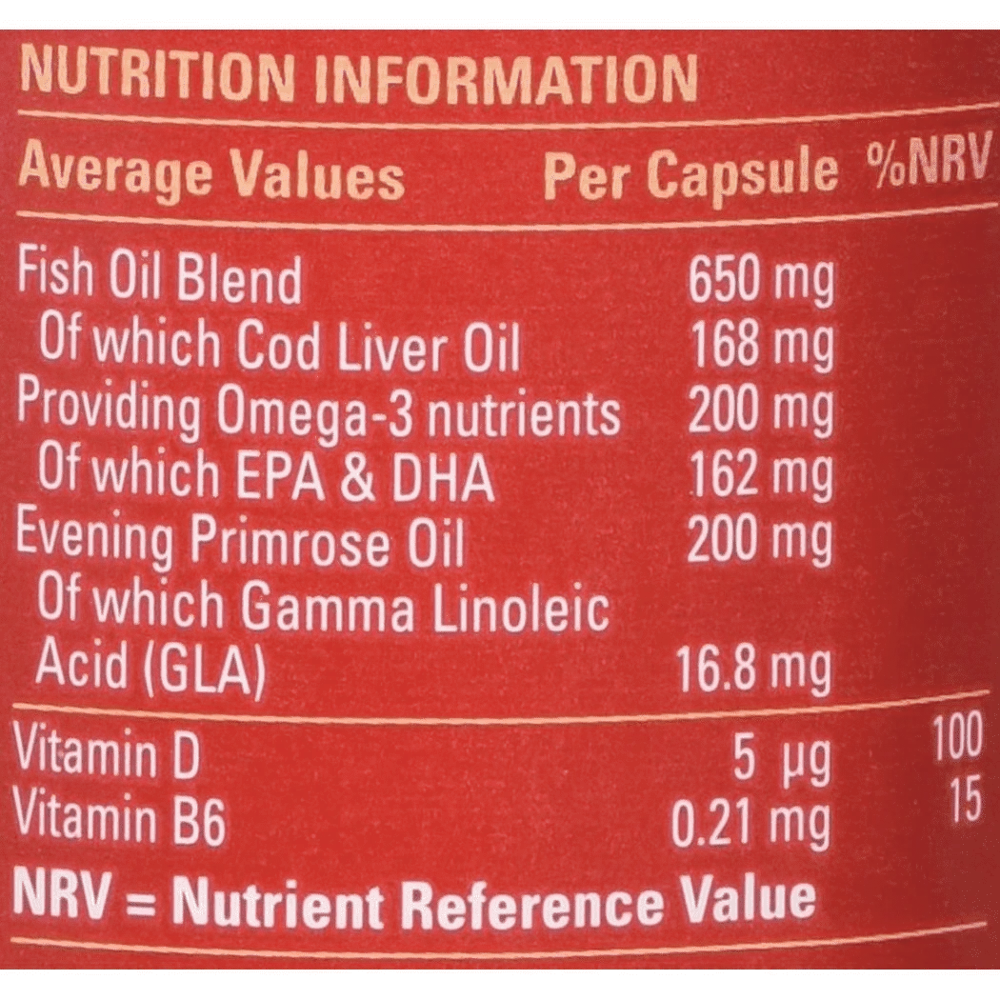 NUTRITION INFORMATION
Average Values Per Capsule %NRV
Fish Oil Blend 650 mg
Of which Cod Liver Oil 168 mg
Providing Omega-3 nutrients 200 mg
Of which EPA & DHA 162 mg
Evening Primrose Oil 200 mg
Of which Gamma Linoleic
Acid (GLA) 16.8 mg
Vitamin D 5 µg 100
Vitamin B6 0.21 mg 15
NRV = Nutrient Reference Value